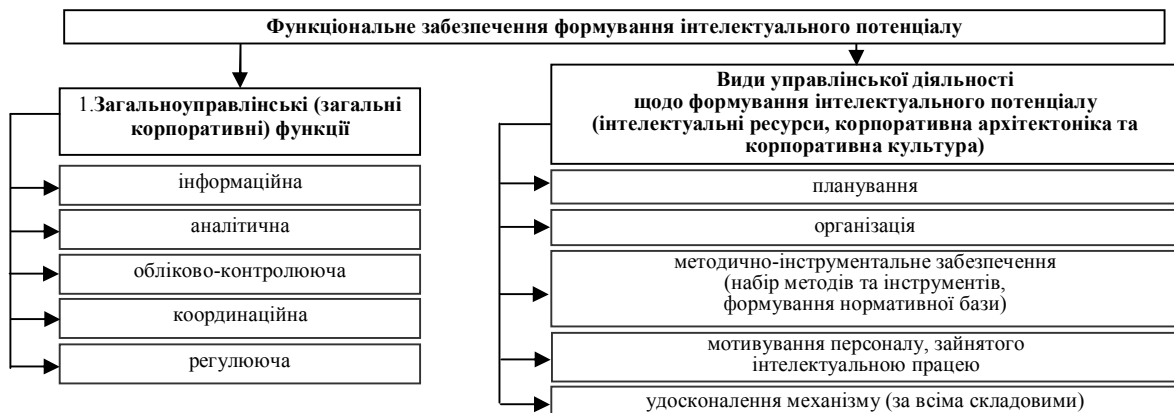 Функціональне забезпечення формування інтелектуального потенціалу
1.Загальноуправлінські (загальні
корпоративні) функції
інформаційна
аналітична
обліково-контролююча
координаційна
регулююча
Види управлінської діяльності
щодо формування інтелектуального потенціалу
(інтелектуальні ресурси, корпоративна архітектоніка та
корпоративна культура)
планування
організація
методично-інструментальне забезпечення
(набір методів та інструментів,
формування нормативної бази)
мотивування персоналу, зайнятого
інтелектуальною працею
удосконалення механізму (за всіма складовими)